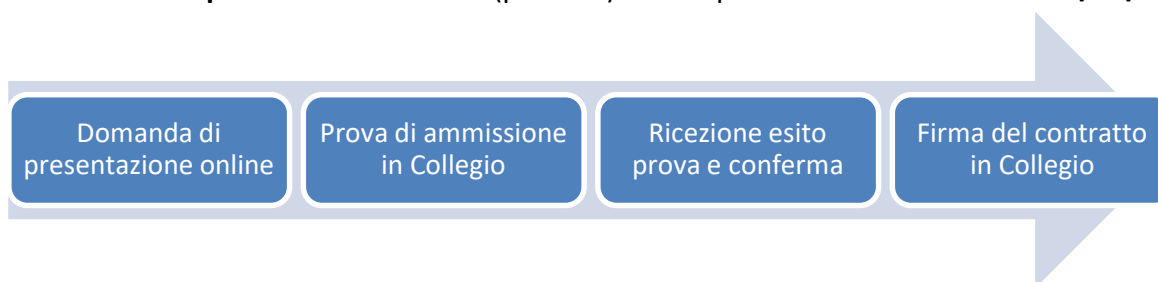 Domanda di
presentazione online
Prova di ammissione
in Collegio
Ricezione esito
prova e conferma
Firma del contratto
in Collegio